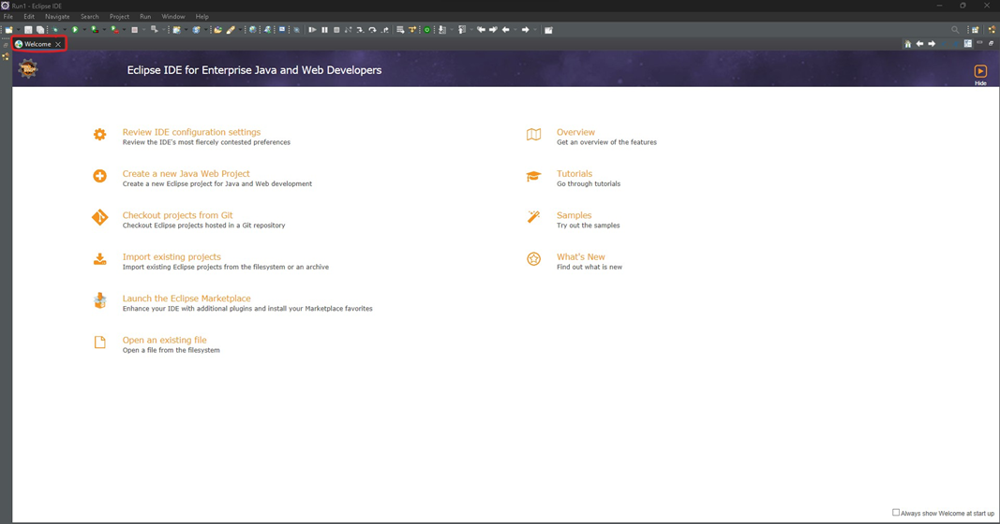 Run1 - Eclipse IDE
File Edit Navigate Search Project Run Window Help
Welcome
Eclipse IDE for Enterprise Java and Web Developers
Hide
Review IDE configuration settings
Review the IDE's most fiercely contested preferences
Create a new Java Web Project
Create a new Eclipse project for Java and Web development
Checkout projects from Git
Checkout Eclipse projects hosted in a Git repository
Import existing projects
Import existing Eclipse projects from the filesystem or an archive
Launch the Eclipse Marketplace
Enhance your IDE with additional plugins and install your Marketplace favorites
Open an existing file
Open a file from the filesystem
Overview
Get an overview of the features
Tutorials
Go through tutorials
Samples
Try out the samples
What's New
Find out what is new
Always show Welcome at start up